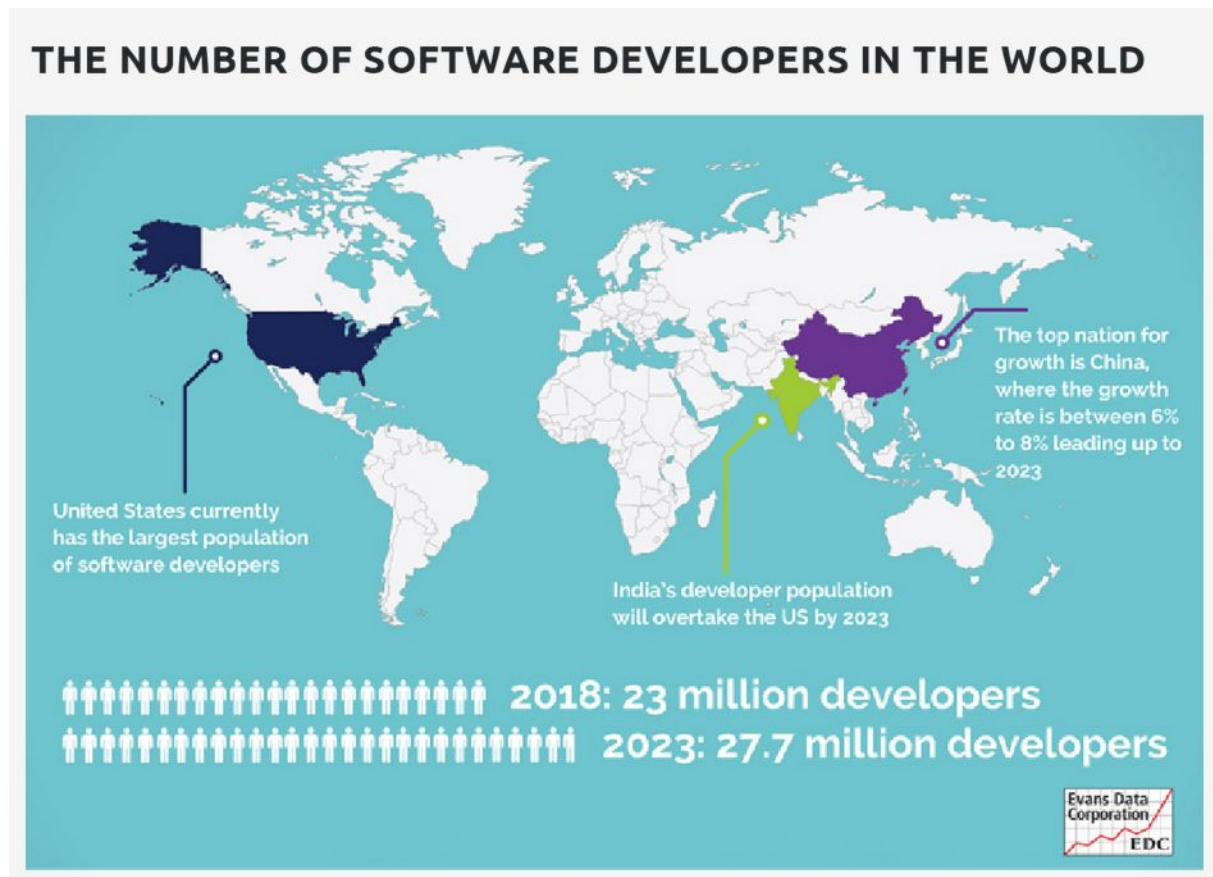 THE NUMBER OF SOFTWARE DEVELOPERS IN THE WORLD
The top nation for
growth is China,
where the growth
rate is between 6%
to 8% leading up to
2023
United States currently
has the largest population
of software developers
India's developer population
will overtake the US by 2023
2018: 23 million developers
2023: 27.7 million developers
Evans Data
Corporation
EDC